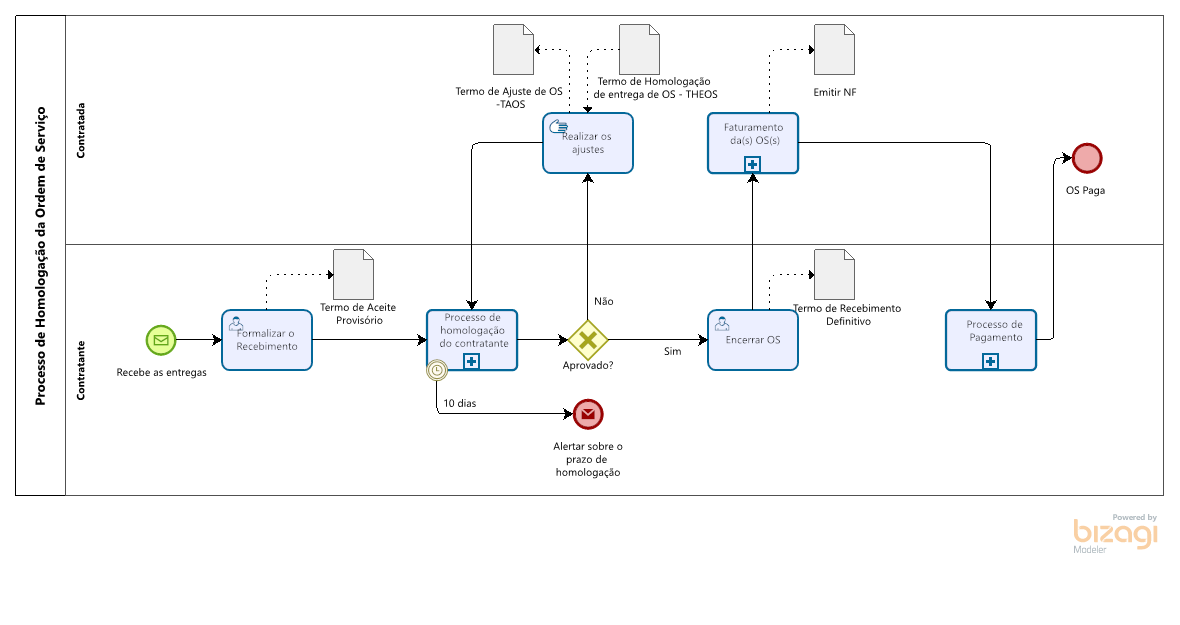 Processo de Homologação da Ordem de Serviço
Contratada
Termo de Ajuste de OS
-TAOS
Termo de Homologação
de entrega de OS - THEOS
Emitir NF
Realizar os
ajustes
Faturamento
da(s) OS(s)
OS Paga
Contratante
Recebe as entregas
Formalizar o
Recebimento
Termo de Aceite
Provisório
Processo de
homologação
do contratante
10 dias
Alertar sobre o
prazo de
homologação
Aprovado?
Não
Sim
Encerrar OS
Termo de Recebimento
Definitivo
Processo de
Pagamento
Powered by
bizagi
Modeler